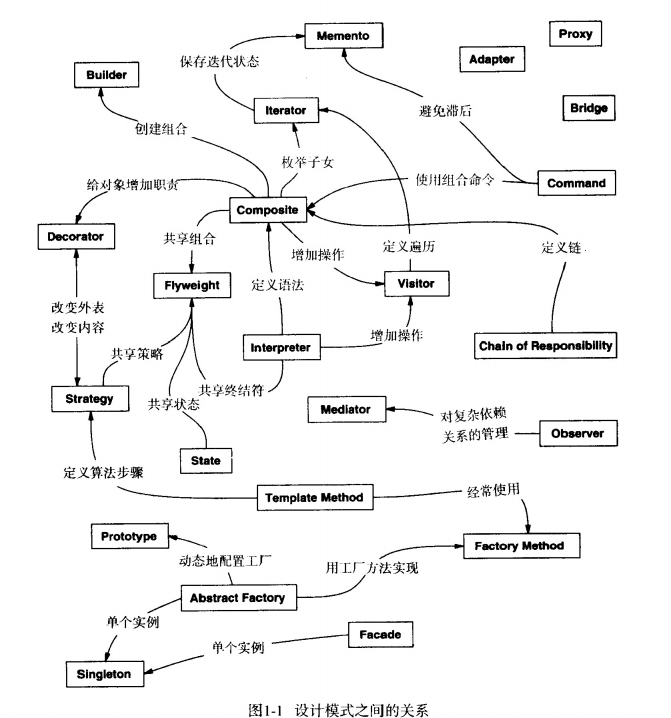 Memento
Proxy
Adapter
保存迭代状态
Builder
Iterator
避免滞后
Bridge
创建组合
枚举子女
给对象增加职责
使用组合命令
Command
Composite
Decorator
共享组合
增加操作
定义遍历
定义链
Flyweight
定义语法
Visitor
改变外表
改变内容
增加操作
共享策略
Interpreter
Chain of Responsibility
共享终结符
Strategy
共享状态
Mediator
对复杂依赖
关系的管理
Observer
State
定义算法步骤
Template Method
经常使用
Prototype
Factory Method
动态地配置工厂
用工厂方法实现
Abstract Factory
单个实例
Facade
单个实例
Singleton
图1-1 设计模式之间的关系